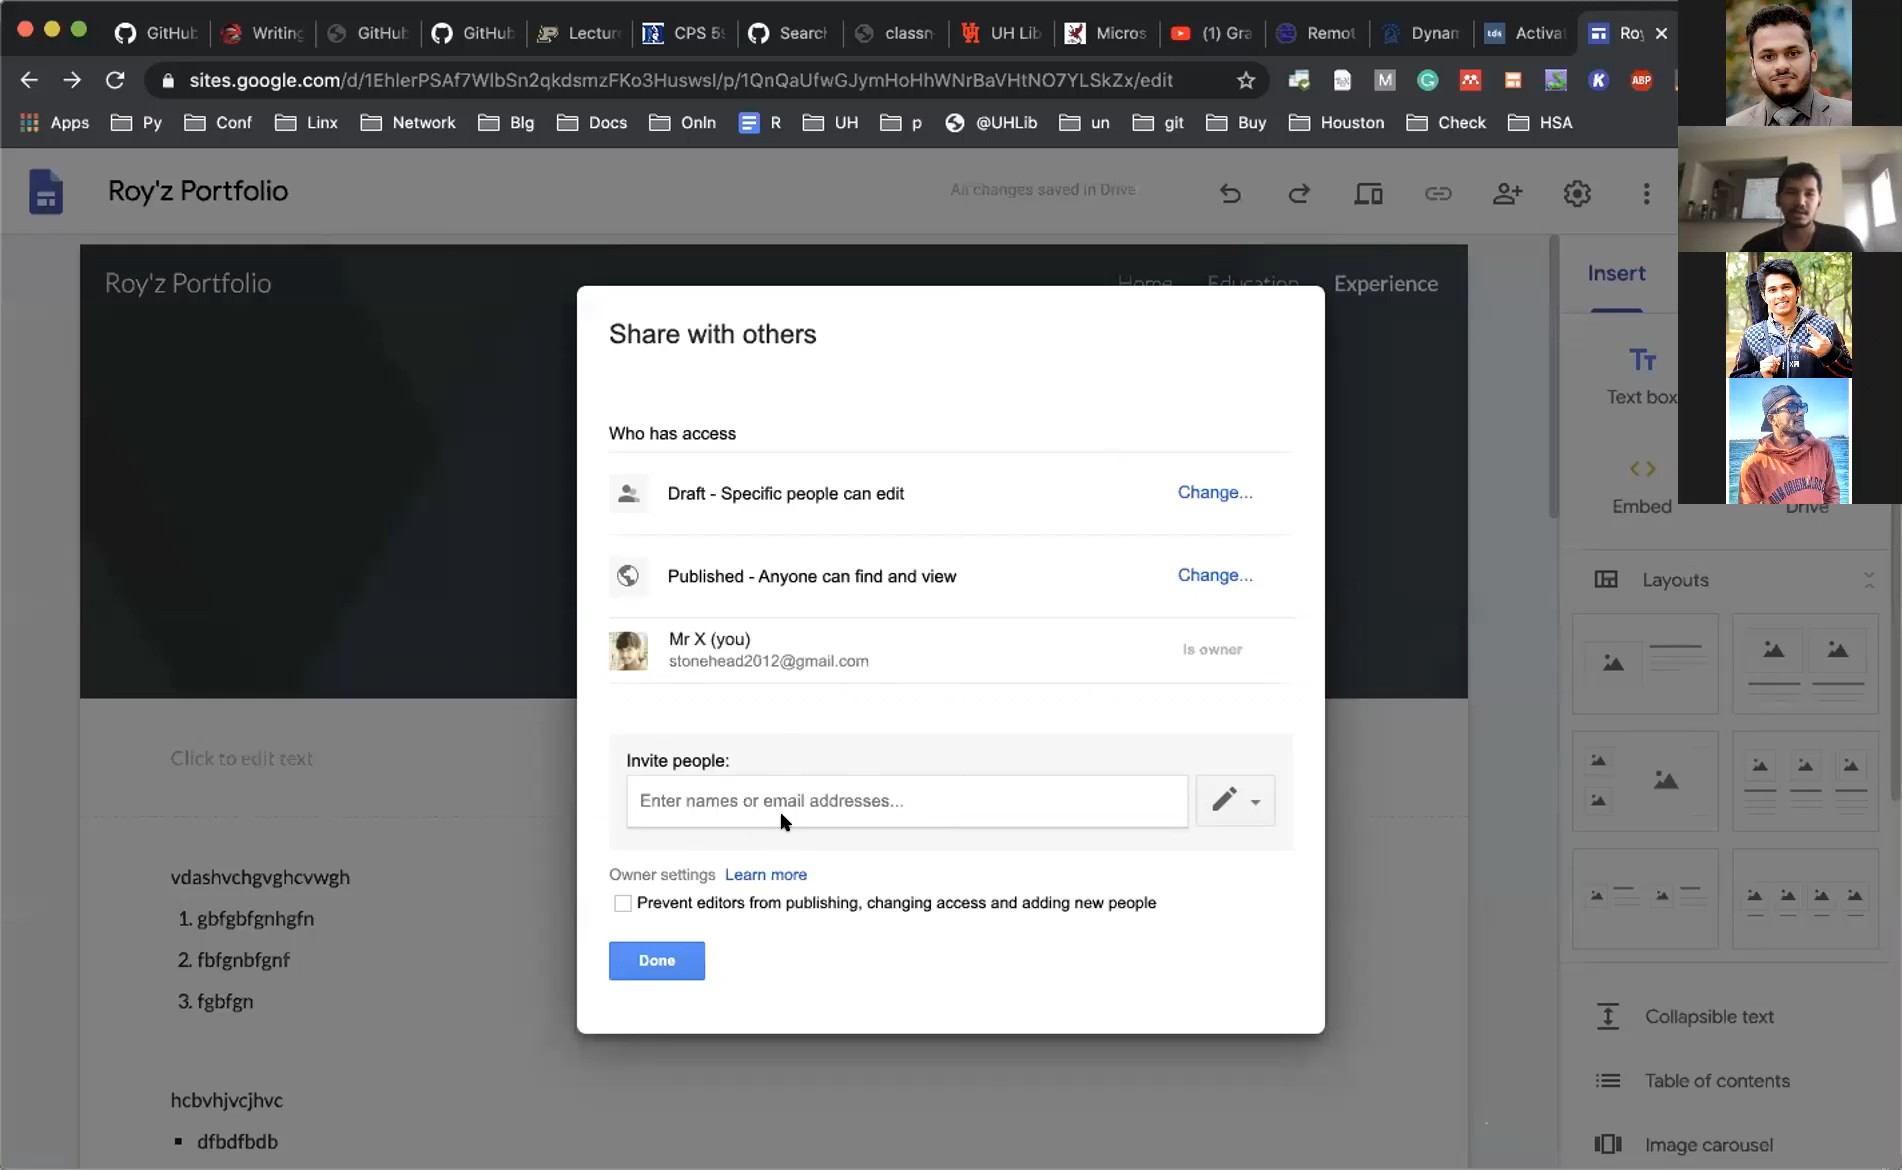 GitHub
Writing
GitHub
GitHub
Lecture
CPS 5
Search
classn
UH Lib
Micros
(1) Gra
Remot
Dynam
Activat
Roy
sites.google.com/d/1EhlerPSAf7WIbSn2qkdsmzFKo3HuswsI/p/1QnQaUfwGJymHoHhWNrBaVHtNO7YLSkZx/edit
Apps
Py
Conf
Linx
Network
Blg
Docs
Onln
R
UH
p
@UHLib
un
git
Buy
Houston
Check
HSA
Roy'z Portfolio
All changes saved in Drive
Roy'z Portfolio
Home
Education
Experience
Insert
Text box
Embed
Drive
Layouts
Collapsible text
Table of contents
Image carousel
Share with others
Who has access
Draft - Specific people can edit
Change...
Published - Anyone can find and view
Change...
Mr X (you)
stonehead2012@gmail.com
Is owner
Invite people:
Enter names or email addresses...
Owner settings Learn more
Prevent editors from publishing, changing access and adding new people
Done
Click to edit text
vdashvchgvghcvwgh
1. gbfgbfgnhgfn
2. fbfgnbfgnf
3. fgbfgn
hcbvhjvcjhvc
▪ dfbdfbdb